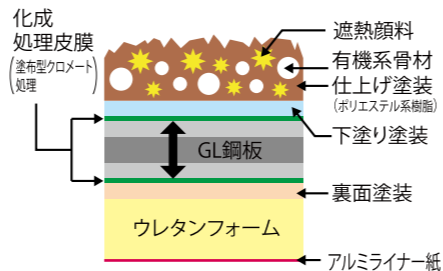 化成
処理皮膜
(塗布型クロメート
処理)
遮熱顔料
有機系骨材
仕上げ塗装
(ポリエステル系樹脂)
下塗り塗装
GL鋼板
裏面塗装
ウレタンフォーム
アルミライナー紙